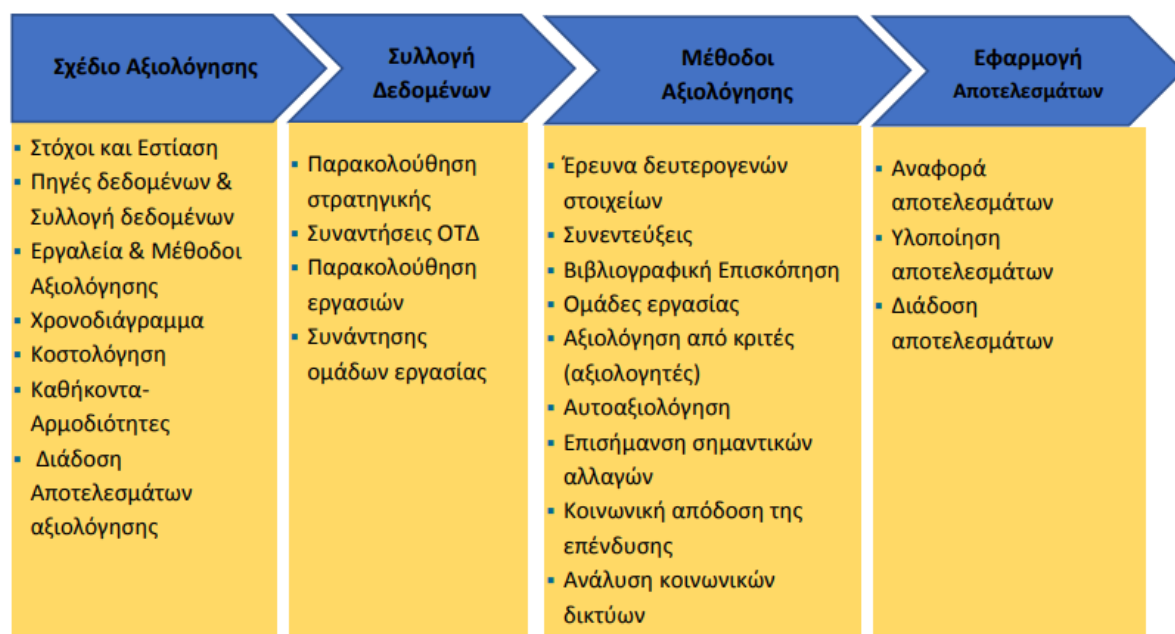 Σχέδιο Αξιολόγησης
▪ Στόχοι και Εστίαση
▪ Πηγές δεδομένων &
Συλλογή δεδομένων
▪ Εργαλεία & Μέθοδοι
Αξιολόγησης
▪ Χρονοδιάγραμμα
▪ Κοστολόγηση
▪ Καθήκοντα-
Αρμοδιότητες
▪ Διάδοση
Αποτελεσμάτων
αξιολόγησης
Συλλογή
Δεδομένων
▪ Παρακολούθηση
στρατηγικής
▪ Συναντήσεις ΟΤΔ
▪ Παρακολούθηση
εργασιών
▪ Συνάντησης
ομάδων εργασίας
Μέθοδοι
Αξιολόγησης
▪ Έρευνα δευτερογενών
στοιχείων
▪ Συνεντεύξεις
▪ Βιβλιογραφική Επισκόπηση
▪ Ομάδες εργασίας
▪ Αξιολόγηση από κριτές
(αξιολογητές)
▪ Αυτοαξιολόγηση
▪ Επισήμανση σημαντικών
αλλαγών
▪ Κοινωνική απόδοση της
επένδυσης
▪ Ανάλυση κοινωνικών
δικτύων
Εφαρμογή
Αποτελεσμάτων
▪ Αναφορά
αποτελεσμάτων
▪ Υλοποίηση
αποτελεσμάτων
▪ Διάδοση
αποτελεσμάτων